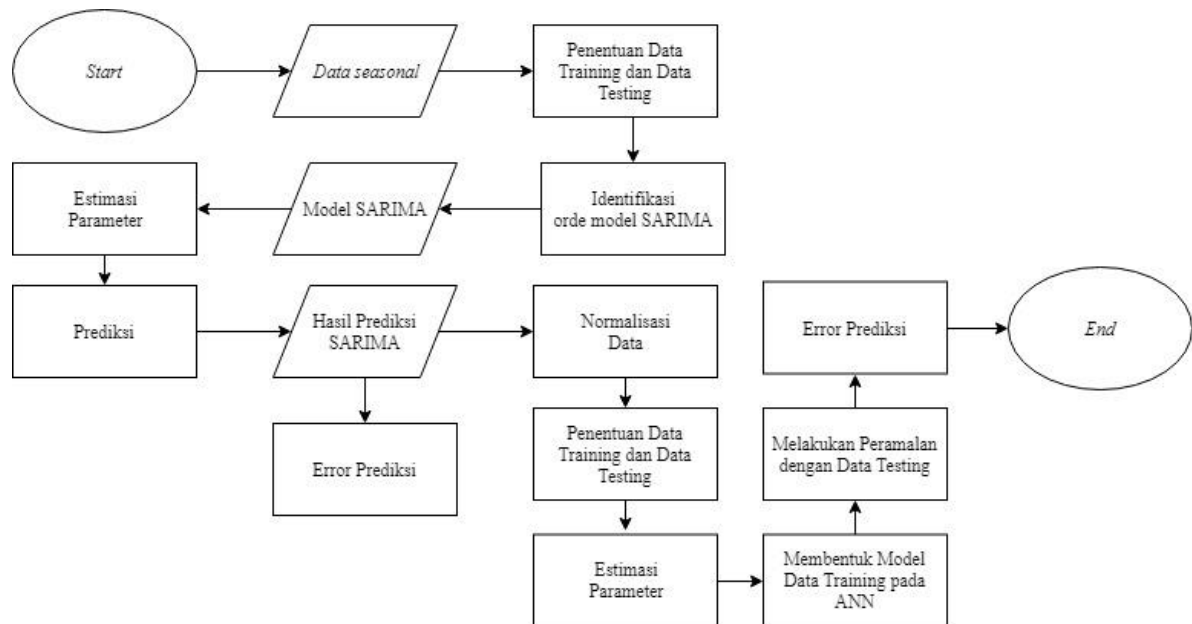 Start
Data seasonal
Penentuan Data
Training dan Data
Testing
Estimasi
Parameter
Model SARIMA
Identifikasi
orde model SARIMA
Prediksi
Hasil Prediksi
SARIMA
Normalisasi
Data
Error Prediksi
End
Error Prediksi
Penentuan Data
Training dan Data
Testing
Melakukan Peramalan
dengan Data Testing
Estimasi
Parameter
Membentuk Model
Data Training pada
ANN